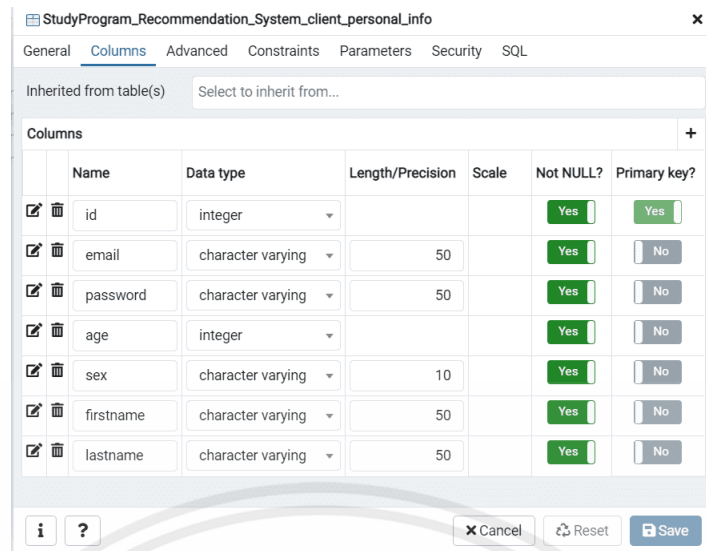 StudyProgram_Recommendation_System_client_personal_info
General Columns Advanced Constraints Parameters Security SQL
Inherited from table(s) Select to inherit from...
Columns
Name Data type Length/Precision Scale Not NULL? Primary key?
id integer Yes Yes
email character varying 50 Yes No
password character varying 50 Yes No
age integer Yes No
sex character varying 10 Yes No
firstname character varying 50 Yes No
lastname character varying 50 Yes No
i ? Cancel Reset Save